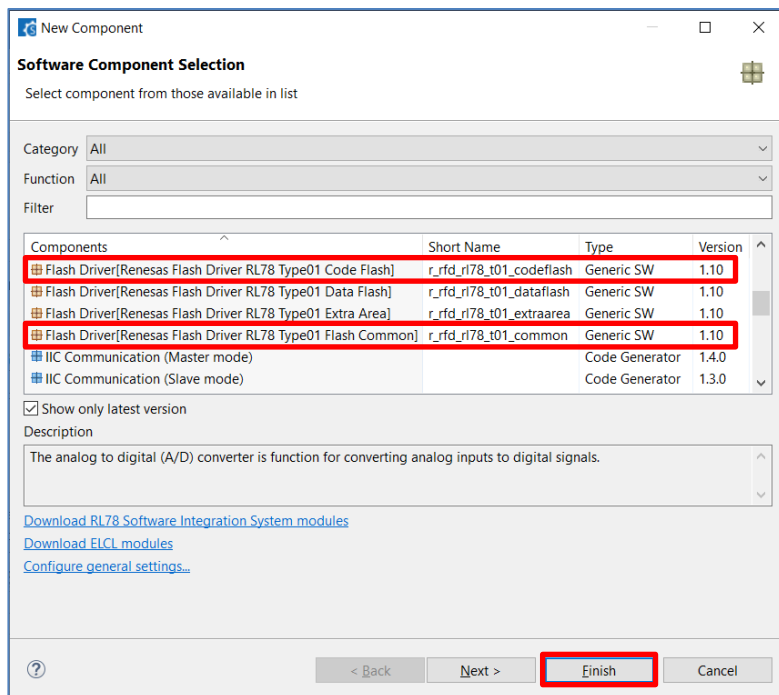 New Component
Software Component Selection
Select component from those available in list
Category All
Function All
Filter
Components Short Name Type Version
Flash Driver[Renesas Flash Driver RL78 Type01 Code Flash] r_rfd_rl78_t01_codeflash Generic SW 1.10
Flash Driver[Renesas Flash Driver RL78 Type01 Data Flash] r_rfd_rl78_t01_dataflash Generic SW 1.10
Flash Driver[Renesas Flash Driver RL78 Type01 Extra Area] r_rfd_rl78_t01_extraarea Generic SW 1.10
Flash Driver[Renesas Flash Driver RL78 Type01 Flash Common] r_rfd_rl78_t01_common Generic SW 1.10
IIC Communication (Master mode) Code Generator 1.4.0
IIC Communication (Slave mode) Code Generator 1.3.0
Show only latest version
Description
The analog to digital (A/D) converter is function for converting analog inputs to digital signals.
Download RL78 Software Integration System modules
Download ELCL modules
Configure general settings...
? < Back Next > Finish Cancel